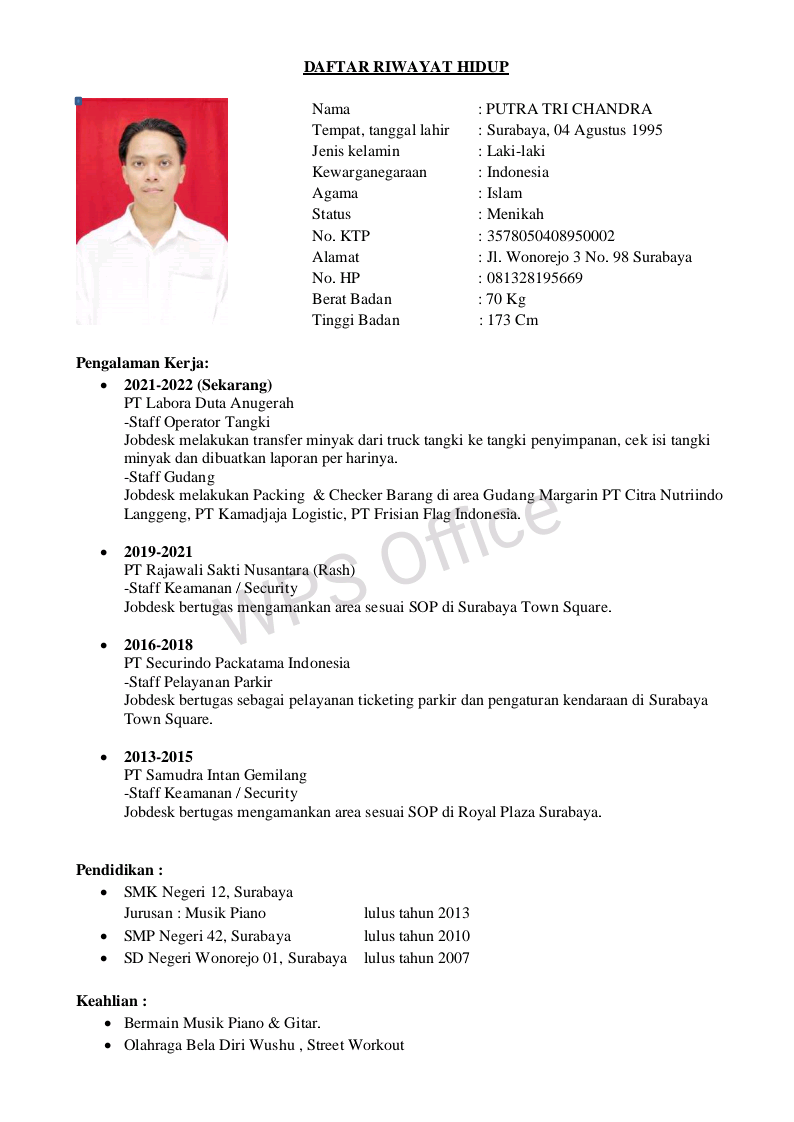 DAFTAR RIWAYAT HIDUP
Nama : PUTRA TRI CHANDRA
Tempat, tanggal lahir : Surabaya, 04 Agustus 1995
Jenis kelamin : Laki-laki
Kewarganegaraan : Indonesia
Agama : Islam
Status : Menikah
No. KTP : 3578050408950002
Alamat : Jl. Wonorejo 3 No. 98 Surabaya
No. HP : 081328195669
Berat Badan : 70 Kg
Tinggi Badan : 173 Cm
Pengalaman Kerja:
• 2021-2022 (Sekarang)
PT Labora Duta Anugerah
-Staff Operator Tangki
Jobdesk melakukan transfer minyak dari truck tangki ke tangki penyimpanan, cek isi tangki
minyak dan dibuatkan laporan per harinya.
-Staff Gudang
Jobdesk melakukan Packing & Checker Barang di area Gudang Margarin PT Citra Nutriindo
Langgeng, PT Kamadjaja Logistic, PT Frisian Flag Indonesia.
• 2019-2021
PT Rajawali Sakti Nusantara (Rash)
-Staff Keamanan / Security
Jobdesk bertugas mengamankan area sesuai SOP di Surabaya Town Square.
• 2016-2018
PT Securindo Packatama Indonesia
-Staff Pelayanan Parkir
Jobdesk bertugas sebagai pelayanan ticketing parkir dan pengaturan kendaraan di Surabaya
Town Square.
• 2013-2015
PT Samudra Intan Gemilang
-Staff Keamanan / Security
Jobdesk bertugas mengamankan area sesuai SOP di Royal Plaza Surabaya.
Pendidikan :
• SMK Negeri 12, Surabaya
Jurusan : Musik Piano lulus tahun 2013
• SMP Negeri 42, Surabaya lulus tahun 2010
• SD Negeri Wonorejo 01, Surabaya lulus tahun 2007
Keahlian :
• Bermain Musik Piano & Gitar.
• Olahraga Bela Diri Wushu , Street Workout
WPS Office